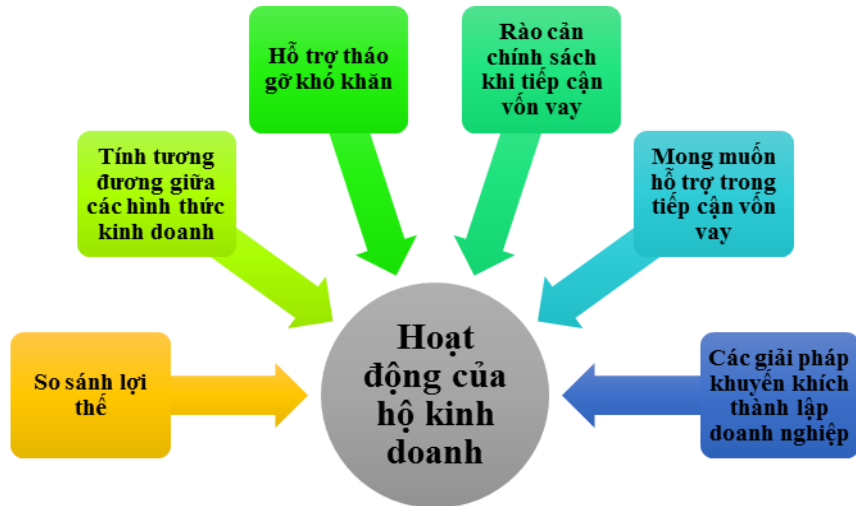 Hỗ trợ tháo
gỡ khó khăn
Rào cản
chính sách
khi tiếp cận
vốn vay
Tính tương
đương giữa
các hình thức
kinh doanh
Mong muốn
hỗ trợ trong
tiếp cận vốn
vay
So sánh lợi
thế
Hoạt
động của
hộ kinh
doanh
Các giải pháp
khuyến khích
thành lập
doanh nghiệp